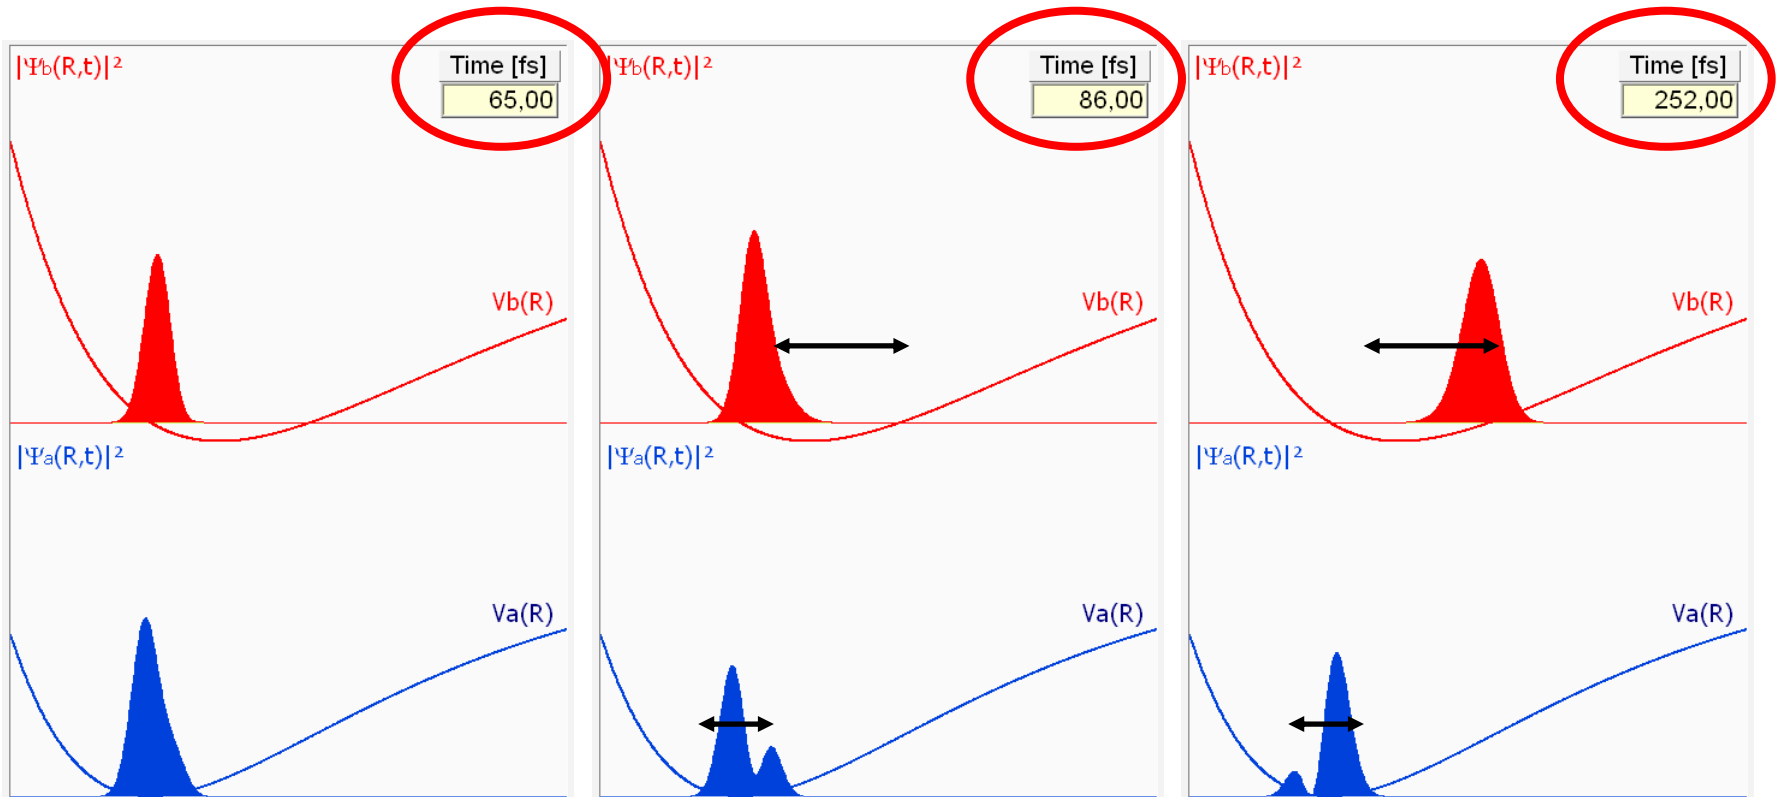 |Ψb(R,t)|²
Time [fs]
65,00
Vb(R)
|Ψa(R,t)|²
Va(R)
|Ψb(R,t)|²
Time [fs]
86,00
Vb(R)
|Ψa(R,t)|²
Va(R)
|Ψb(R,t)|²
Time [fs]
252,00
Vb(R)
|Ψa(R,t)|²
Va(R)